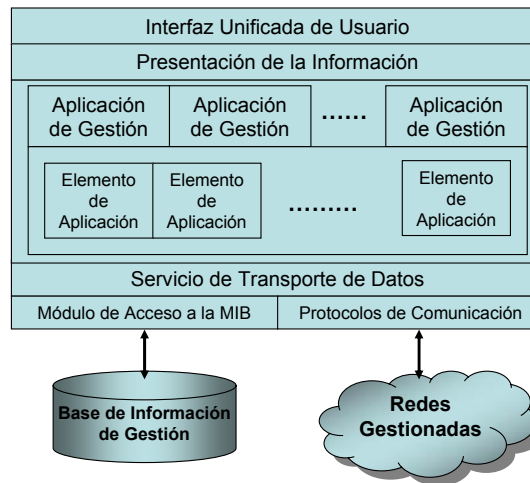 Interfaz Unificada de Usuario
Presentación de la Información
Aplicación
de Gestión
Aplicación
de Gestión
......
Aplicación
de Gestión
Elemento
de
Aplicación
Elemento
de
Aplicación
.........
Elemento
de
Aplicación
Servicio de Transporte de Datos
Módulo de Acceso a la MIB
Protocolos de Comunicación
Base de Información
de Gestión
Redes
Gestionadas